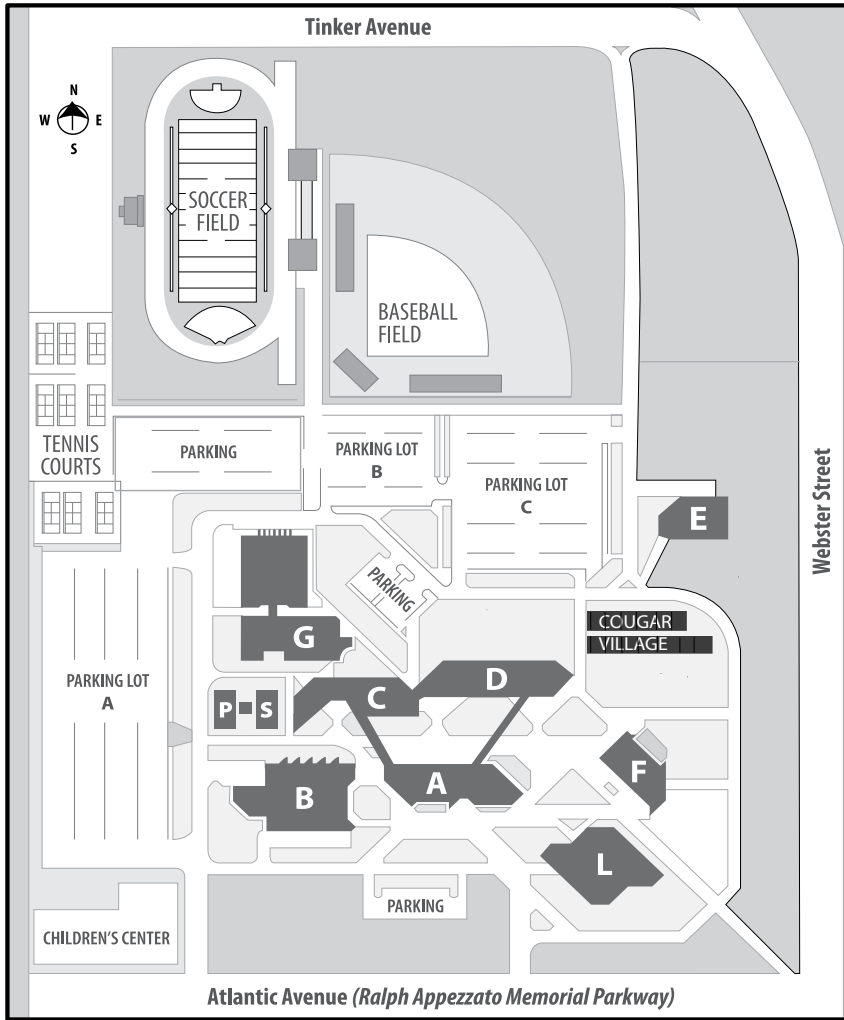 Tinker Avenue
N
W E
S
SOCCER
FIELD
BASEBALL
FIELD
TENNIS
COURTS
PARKING
PARKING LOT
B
PARKING LOT
C
E
Webster Street
PARKING
COUGAR
VILLAGE
G
D
C
PARKING LOT
A
P S
F
A
B
L
PARKING
CHILDREN'S CENTER
Atlantic Avenue (Ralph Appezzato Memorial Parkway)